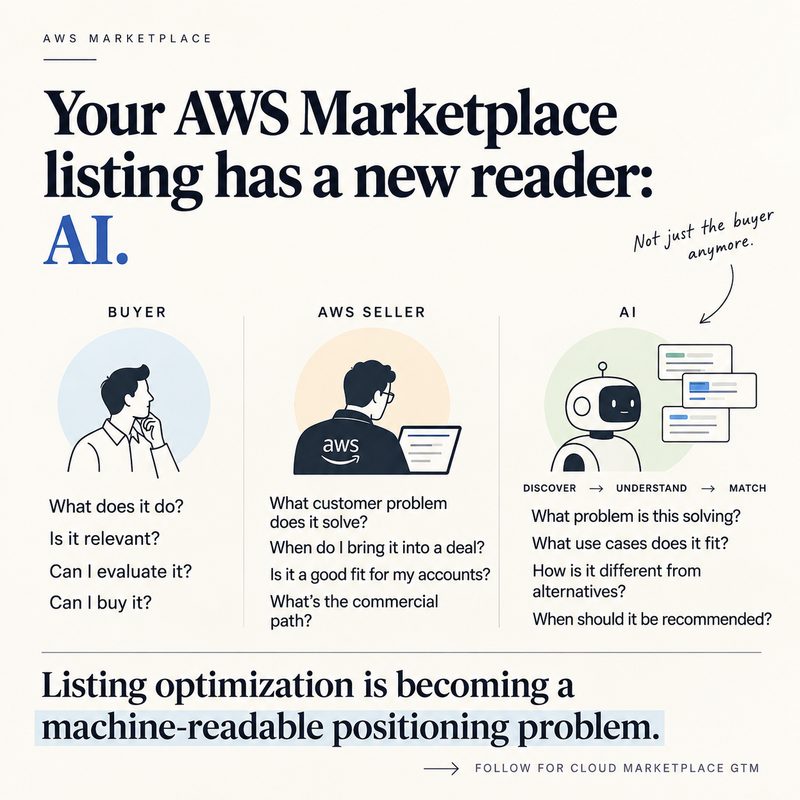 AWS MARKETPLACE
Your AWS Marketplace
listing has a new reader:
AI.
Not just the buyer
anymore.
BUYER
What does it do?
Is it relevant?
Can I evaluate it?
Can I buy it?
AWS SELLER
aws
What customer problem
does it solve?
When do I bring it into a deal?
Is it a good fit for my accounts?
What's the commercial
path?
AI
DISCOVER → UNDERSTAND → MATCH
What problem is this solving?
What use cases does it fit?
How is it different from
alternatives?
When should it be recommended?
Listing optimization is becoming a
machine-readable positioning problem.
→ FOLLOW FOR CLOUD MARKETPLACE GTM